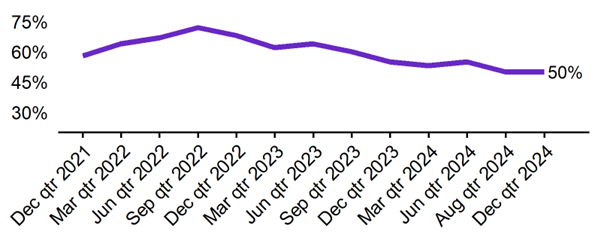 75%
60%
45%
30%
50%
Dec qtr 2021
Mar qtr 2022
Jun qtr 2022
Sep qtr 2022
Dec qtr 2022
Mar qtr 2023
Jun qtr 2023
Sep qtr 2023
Dec qtr 2023
Mar qtr 2024
Jun qtr 2024
Aug qtr 2024
Dec qtr 2024